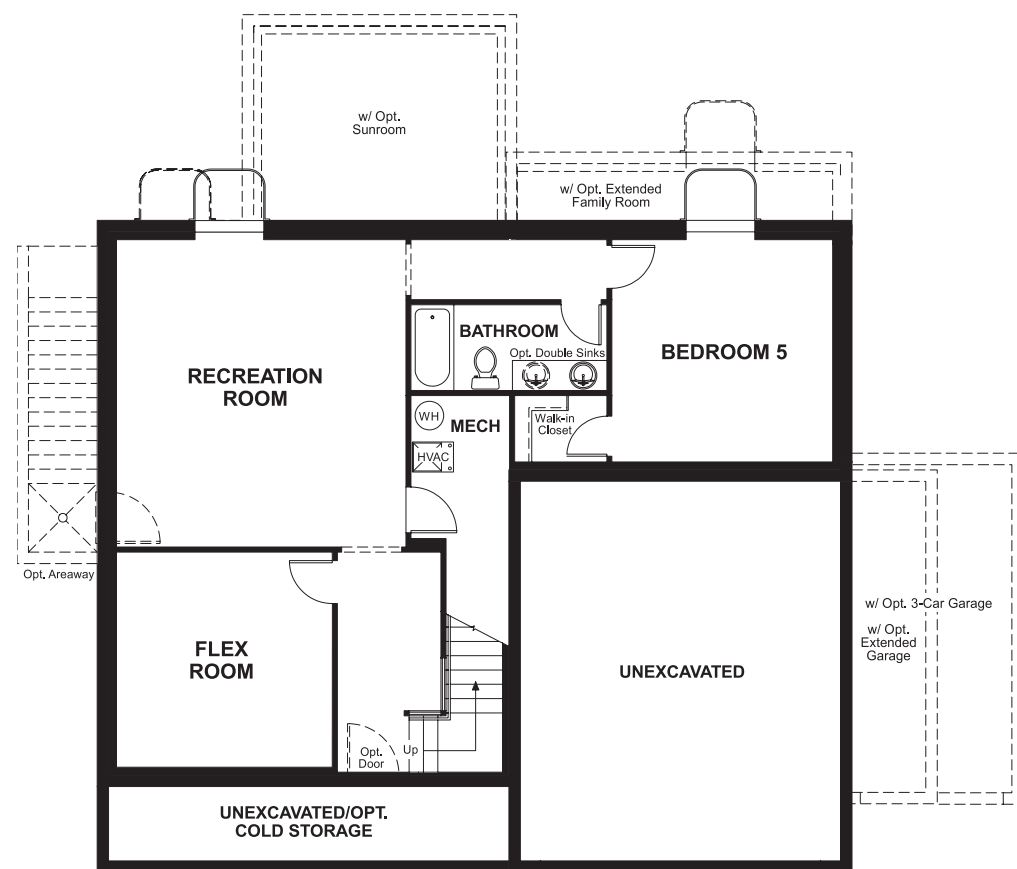 w/ Opt.
Sunroom
w/ Opt. Extended
Family Room
RECREATION
ROOM
BATHROOM
Opt. Double Sinks
BEDROOM 5
WH
MECH
HVAC
Walk-in
Closet
Opt. Areaway
FLEX
ROOM
UNEXCAVATED
w/ Opt. 3-Car Garage
w/ Opt.
Extended
Garage
Opt.
Door
Up
UNEXCAVATED/OPT.
COLD STORAGE